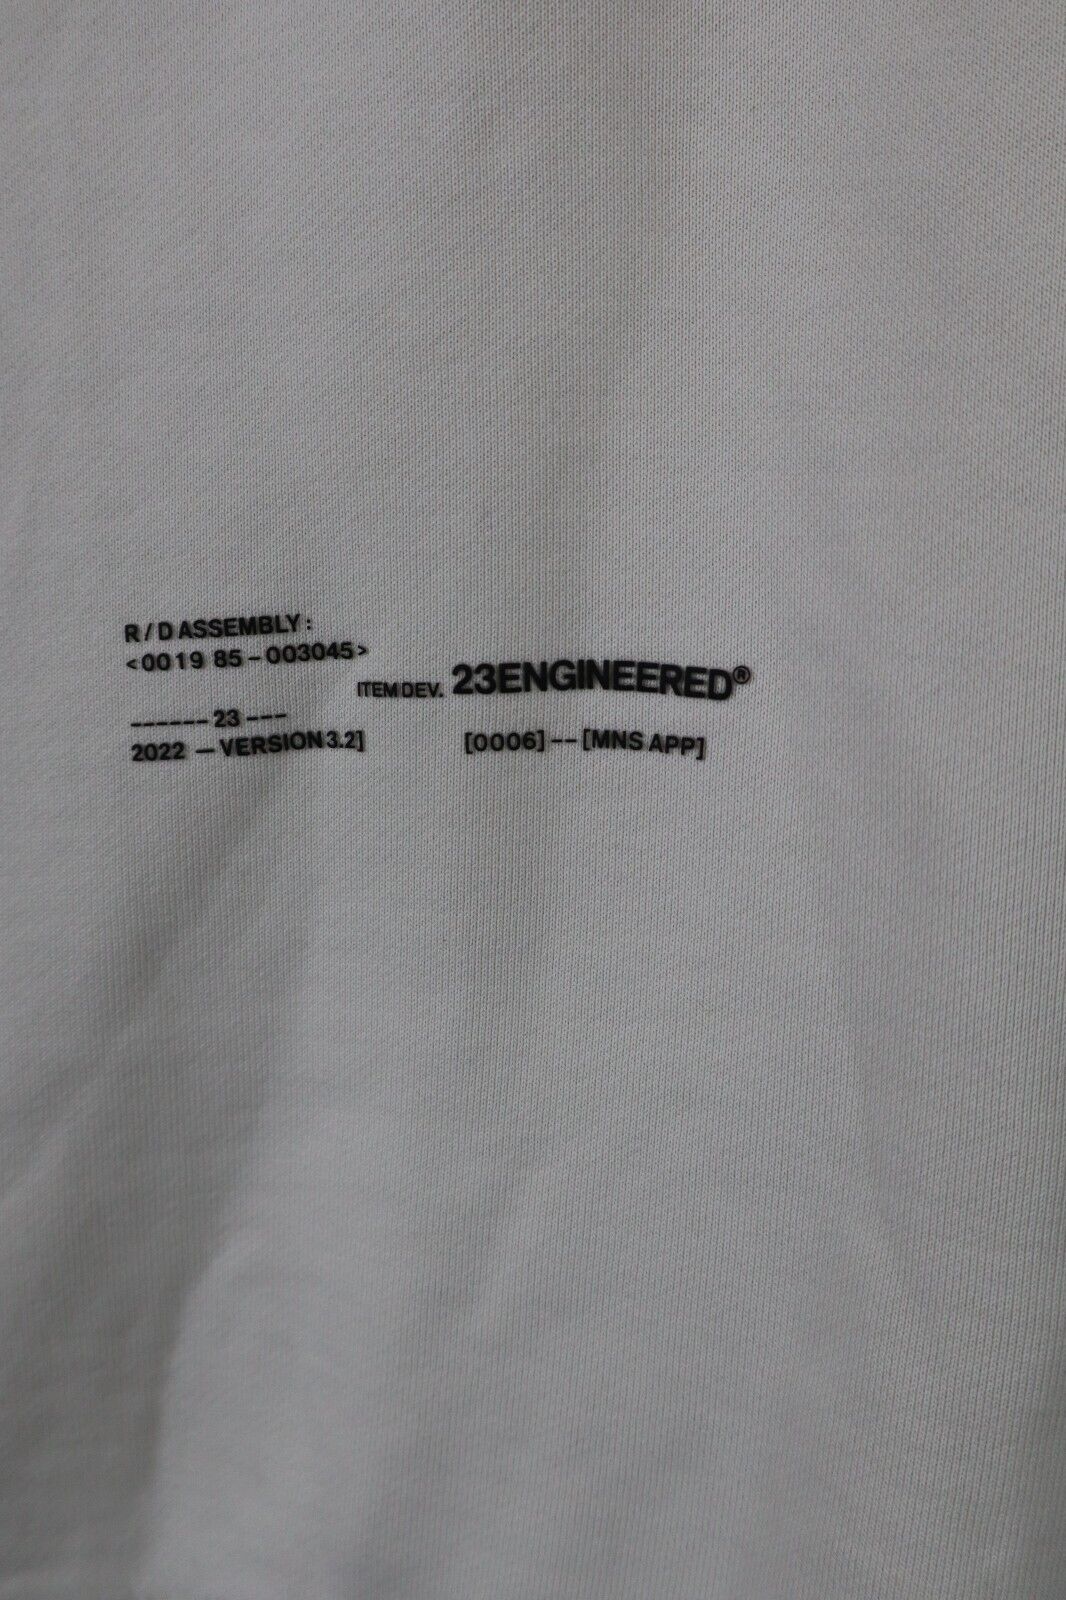 R/D ASSEMBLY:
<0019 85-003045>
ITEM DEV. 23ENGINEERED®
------23---
2022 -VERSION 3.2]
[0006]--[MNS APP]